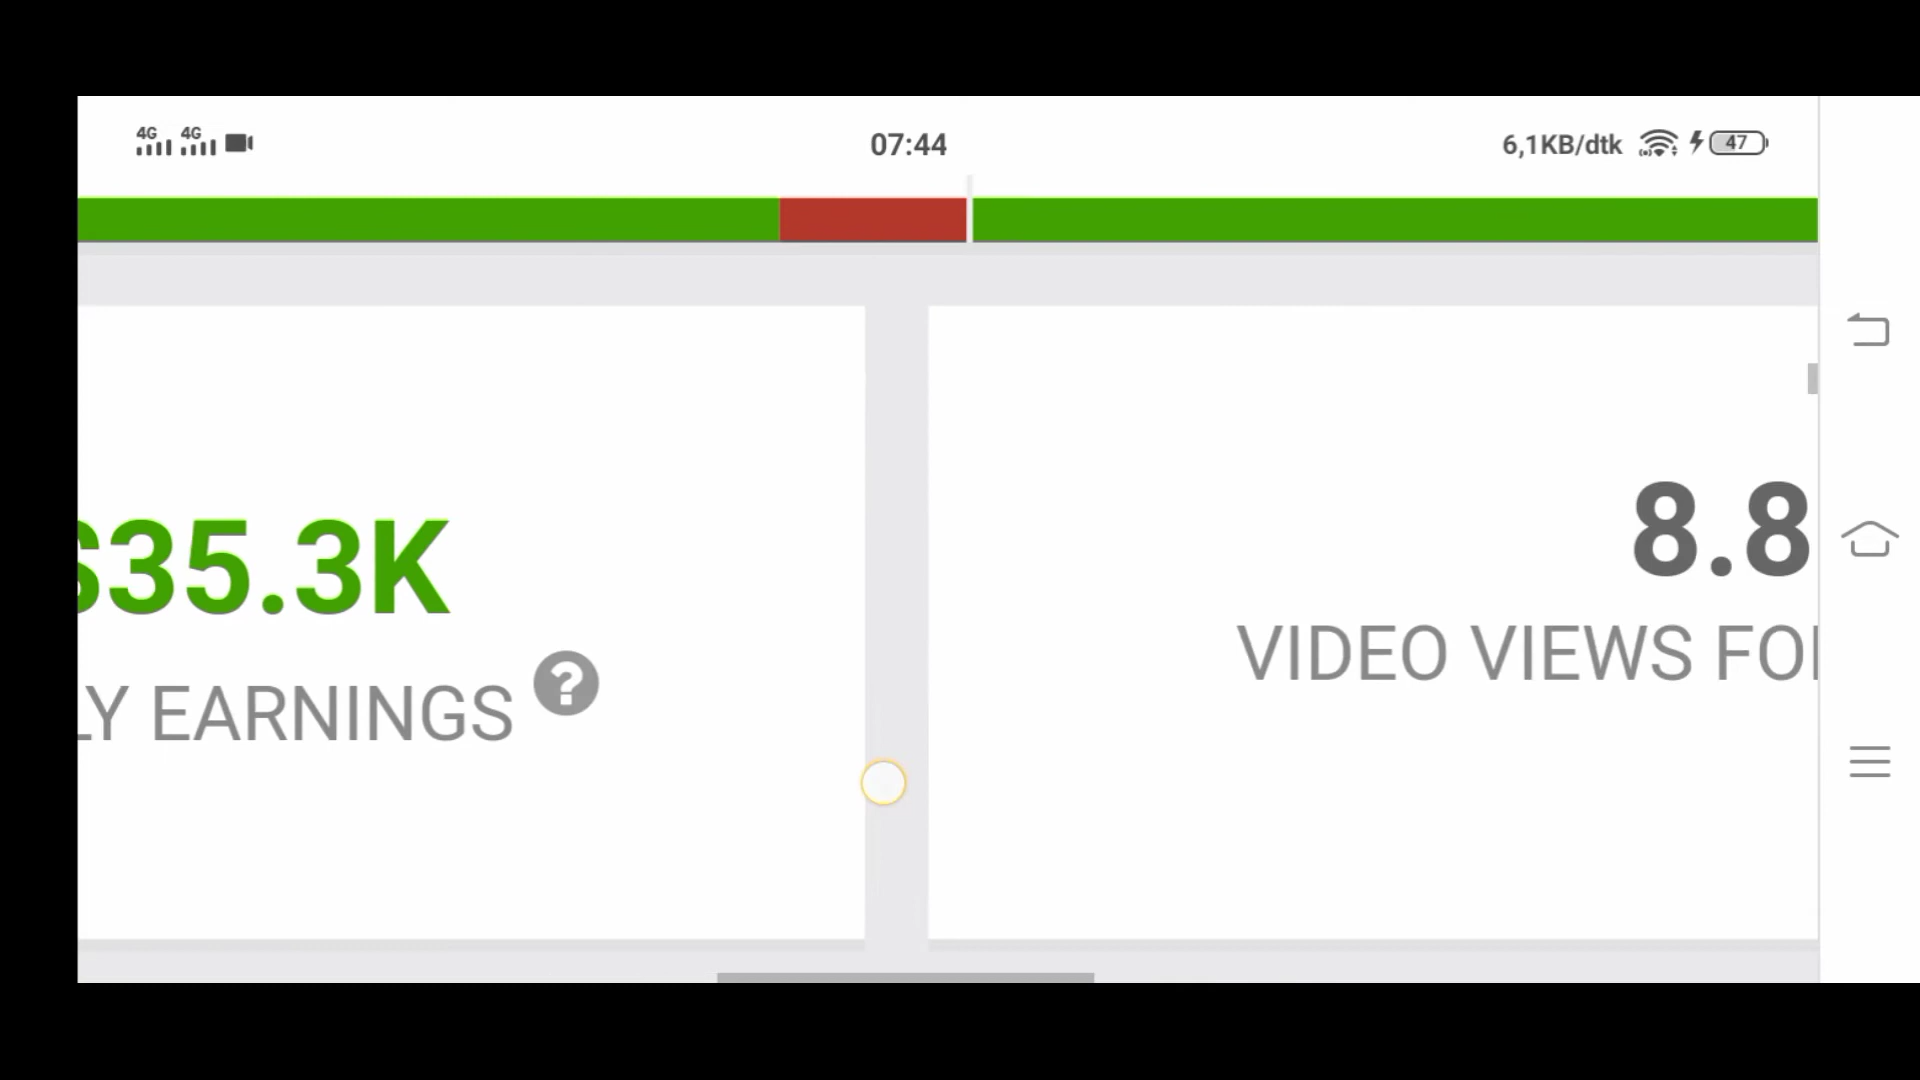 4G 4G 07:44 6,1KB/dtk 47
$35.3K
LY EARNINGS ?
8.8
VIDEO VIEWS FO